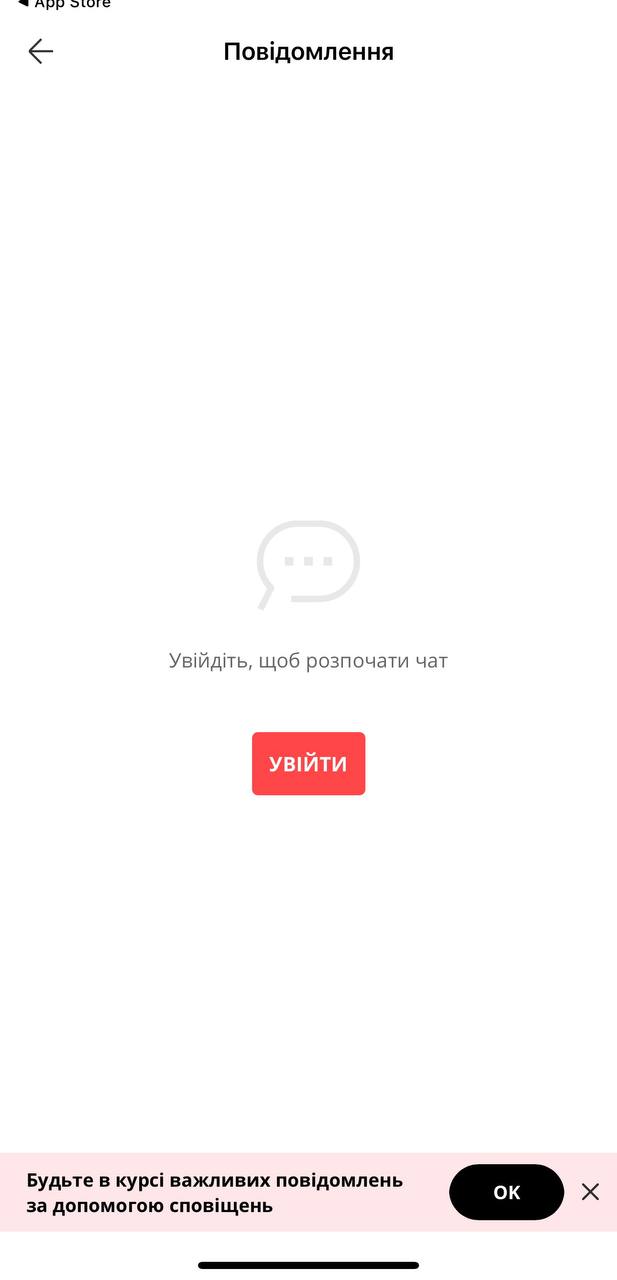 ◀ App Store
Повідомлення
Увійдіть, щоб розпочати чат
УВІЙТИ
Будьте в курсі важливих повідомлень
за допомогою сповіщень
OK